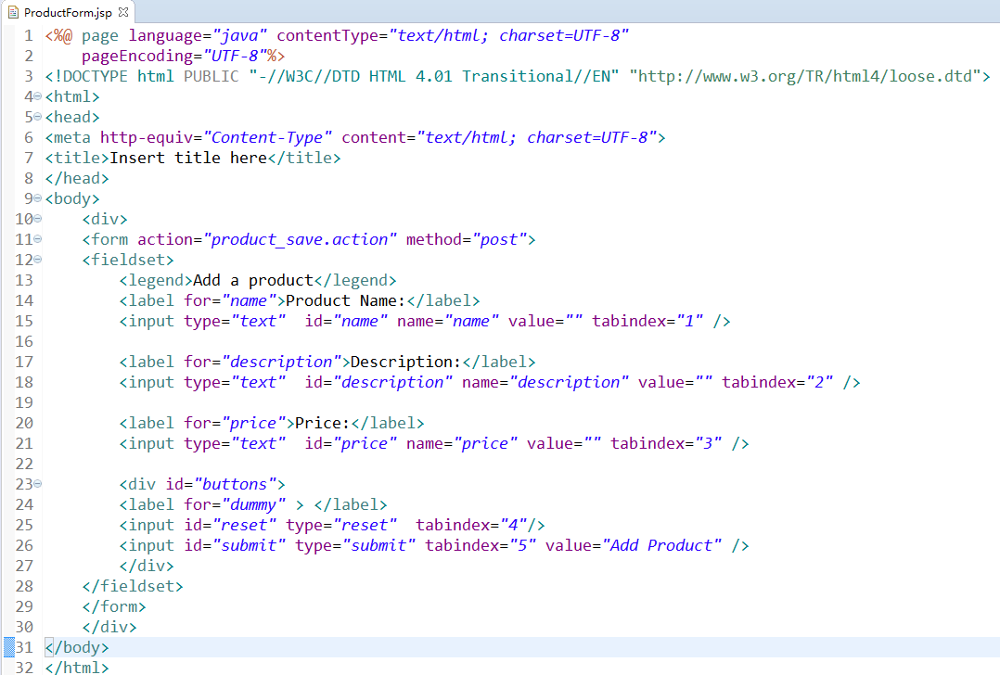 ProductForm.jsp
1 <%@ page language="java" contentType="text/html; charset=UTF-8"
2     pageEncoding="UTF-8"%>
3 <!DOCTYPE html PUBLIC "-//W3C//DTD HTML 4.01 Transitional//EN" "http://www.w3.org/TR/html4/loose.dtd">
4 <html>
5 <head>
6 <meta http-equiv="Content-Type" content="text/html; charset=UTF-8">
7 <title>Insert title here</title>
8 </head>
9 <body>
10     <div>
11     <form action="product_save.action" method="post">
12     <fieldset>
13         <legend>Add a product</legend>
14         <label for="name">Product Name:</label>
15         <input type="text"  id="name" name="name" value="" tabindex="1" />
16
17         <label for="description">Description:</label>
18         <input type="text"  id="description" name="description" value="" tabindex="2" />
19
20         <label for="price">Price:</label>
21         <input type="text"  id="price" name="price" value="" tabindex="3" />
22
23         <div id="buttons">
24         <label for="dummy" > </label>
25         <input id="reset" type="reset"  tabindex="4"/>
26         <input id="submit" type="submit" tabindex="5" value="Add Product" />
27         </div>
28     </fieldset>
29     </form>
30     </div>
31 </body>
32 </html>